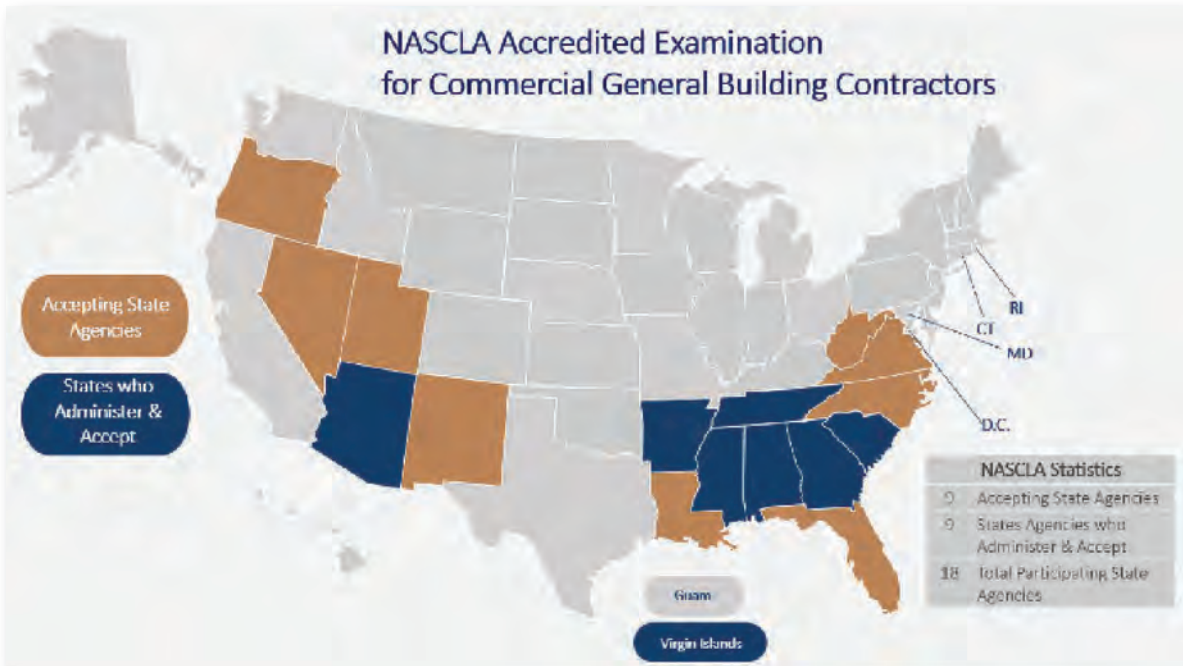 NASCLA Accredited Examination
for Commercial General Building Contractors
Accepting State
Agencies
States who
Administer &
Accept
RI
CT
MD
D.C.
NASCLA Statistics
9 Accepting State Agencies
9 States Agencies who
Administer & Accept
18 Total Participating State
Agencies
Guam
Virgin Islands